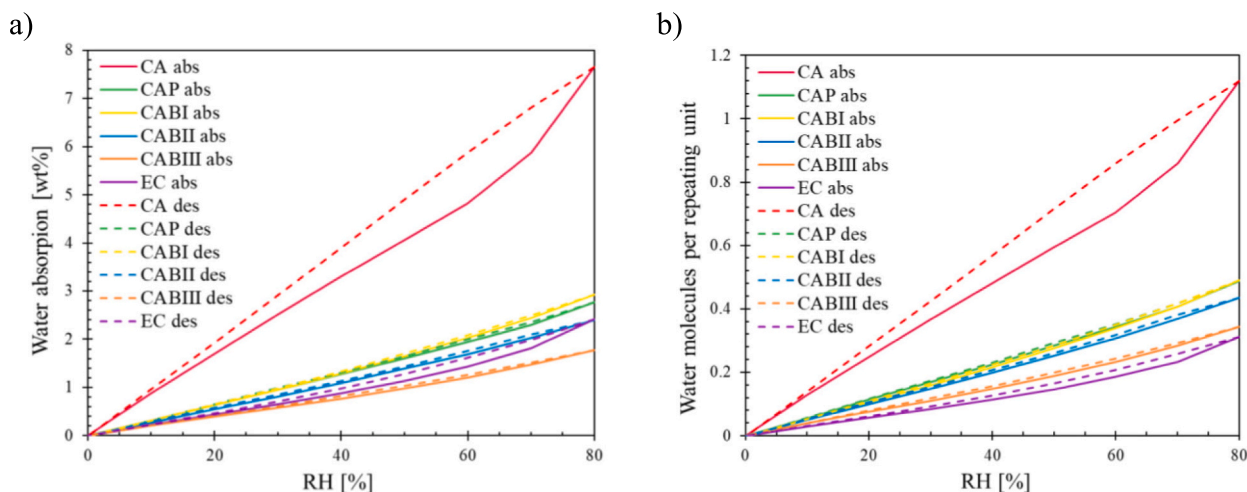 a)
8
7
6
5
4
3
2
1
0
Water absorpion [wt%]
CA abs
CAP abs
CABI abs
CABII abs
CABIII abs
EC abs
CA des
CAP des
CABI des
CABII des
CABIII des
EC des
0 20 40 60 80
RH [%]
b)
1.2
1
0.8
0.6
0.4
0.2
0
Water molecules per repeating unit
CA abs
CAP abs
CABI abs
CABII abs
CABIII abs
EC abs
CA des
CAP des
CABI des
CABII des
CABIII des
EC des
0 20 40 60 80
RH [%]